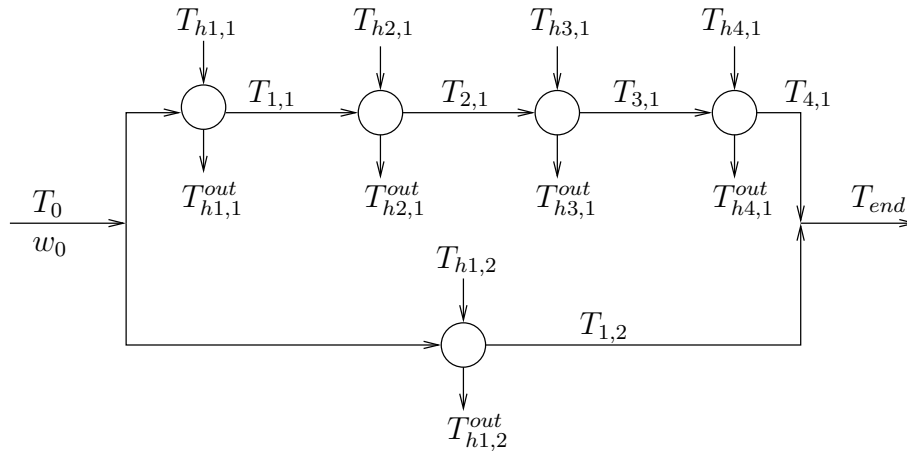 T_{h1,1} T_{h2,1} T_{h3,1} T_{h4,1}
T_{1,1} T_{2,1} T_{3,1} T_{4,1}
T^{out}_{h1,1} T^{out}_{h2,1} T^{out}_{h3,1} T^{out}_{h4,1}
T_0 T_{end}
w_0
T_{h1,2}
T_{1,2}
T^{out}_{h1,2}